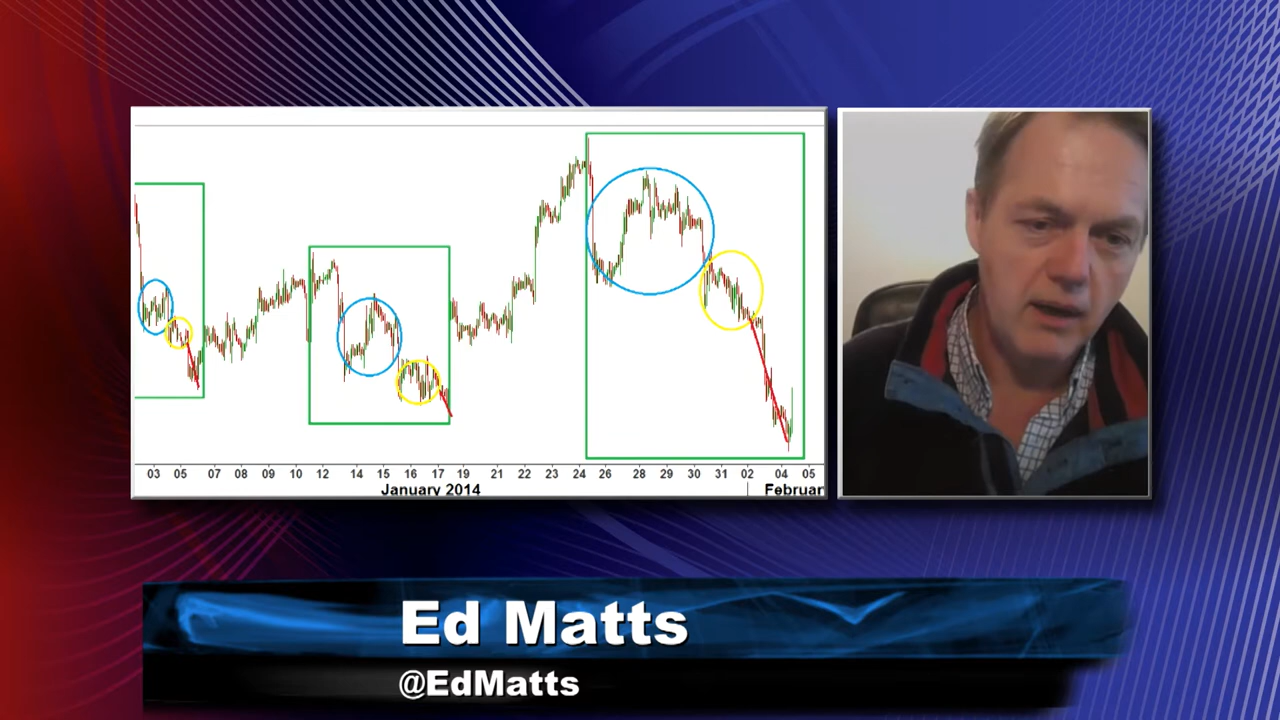 03 05 07 08 09 10 12 14 15 16 17 19 21 22 23 24 26 28 29 30 31 02 04 05
January 2014 Februar
Ed Matts
@EdMatts